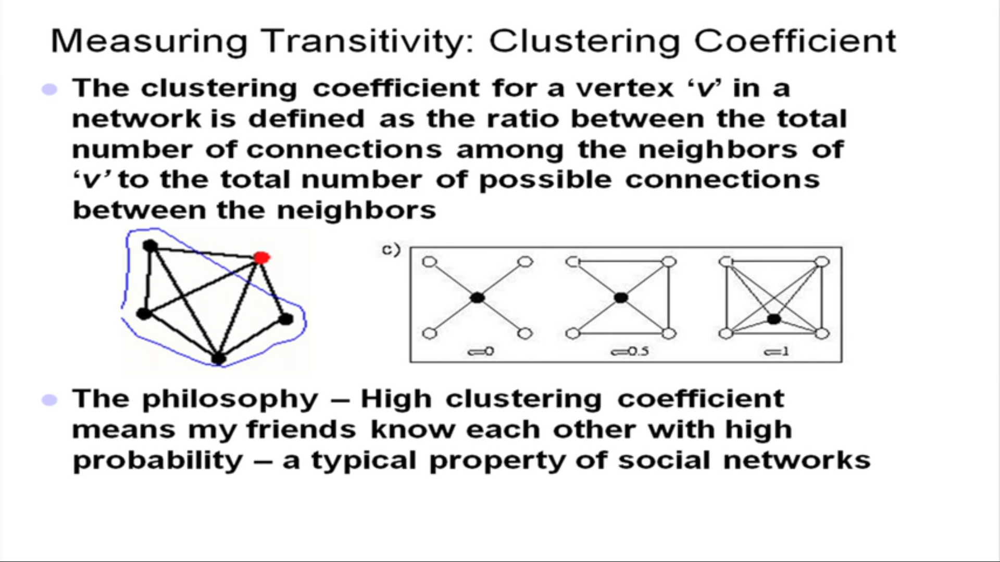 Measuring Transitivity: Clustering Coefficient
The clustering coefficient for a vertex ‘v’ in a
network is defined as the ratio between the total
number of connections among the neighbors of
‘v’ to the total number of possible connections
between the neighbors
c)
c=0 c=0.5 c=1
The philosophy – High clustering coefficient
means my friends know each other with high
probability – a typical property of social networks